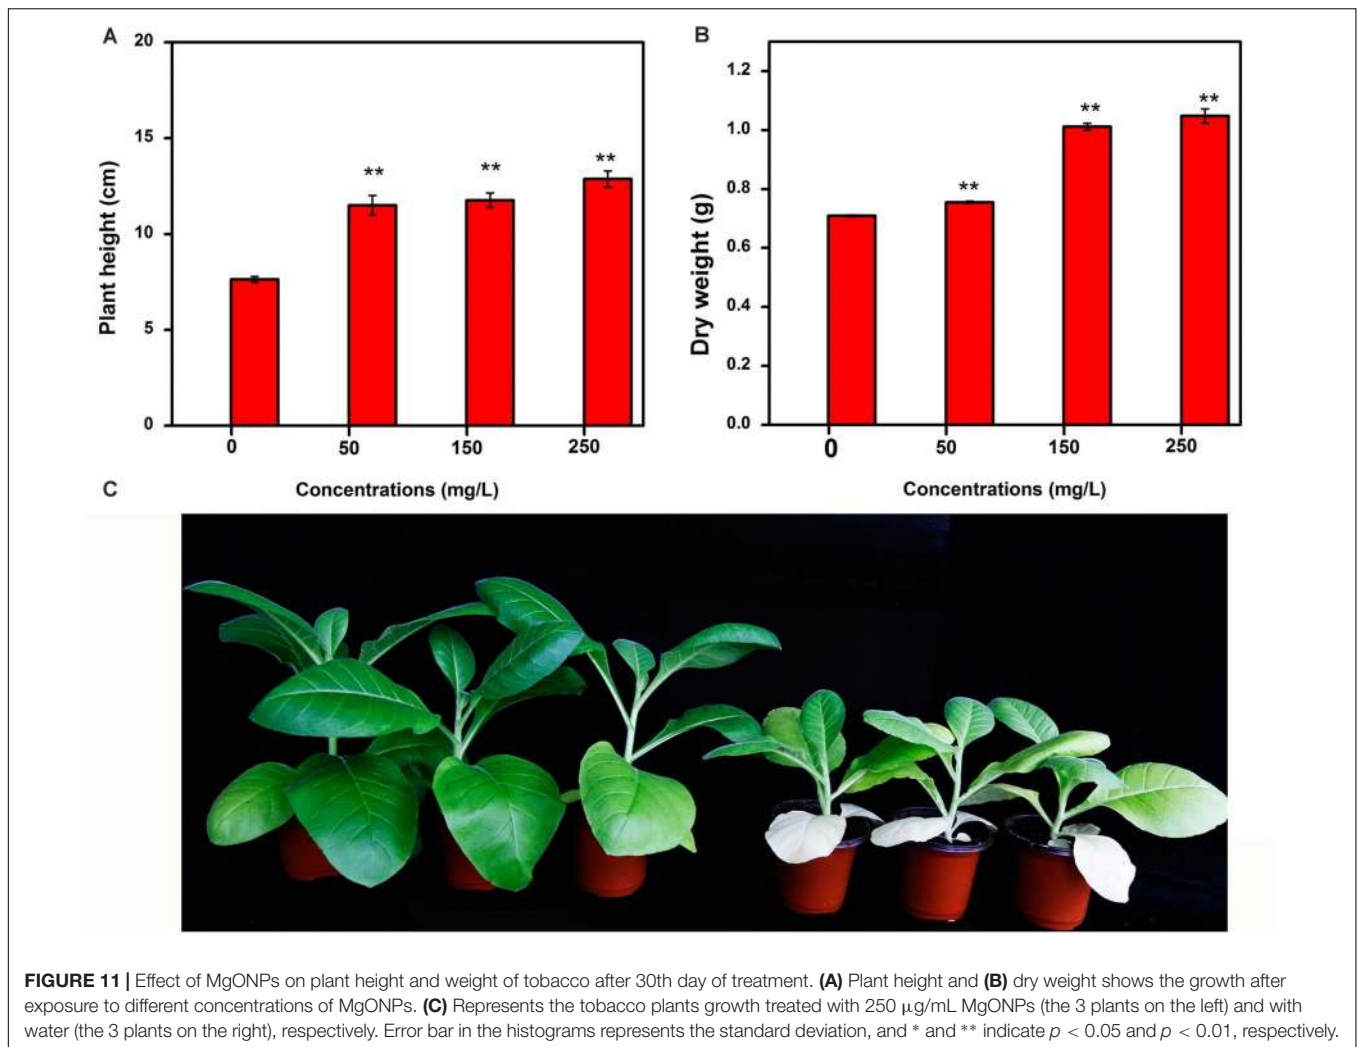 A
20
15
10
5
0
Plant height (cm)
**
**
**
0 50 150 250
Concentrations (mg/L)
B
1.2
1.0
0.8
0.6
0.4
0.2
0.0
Dry weight (g)
**
**
**
0 50 150 250
Concentrations (mg/L)
C
FIGURE 11 | Effect of MgONPs on plant height and weight of tobacco after 30th day of treatment. (A) Plant height and (B) dry weight shows the growth after
exposure to different concentrations of MgONPs. (C) Represents the tobacco plants growth treated with 250 μg/mL MgONPs (the 3 plants on the left) and with
water (the 3 plants on the right), respectively. Error bar in the histograms represents the standard deviation, and * and ** indicate p < 0.05 and p < 0.01, respectively.